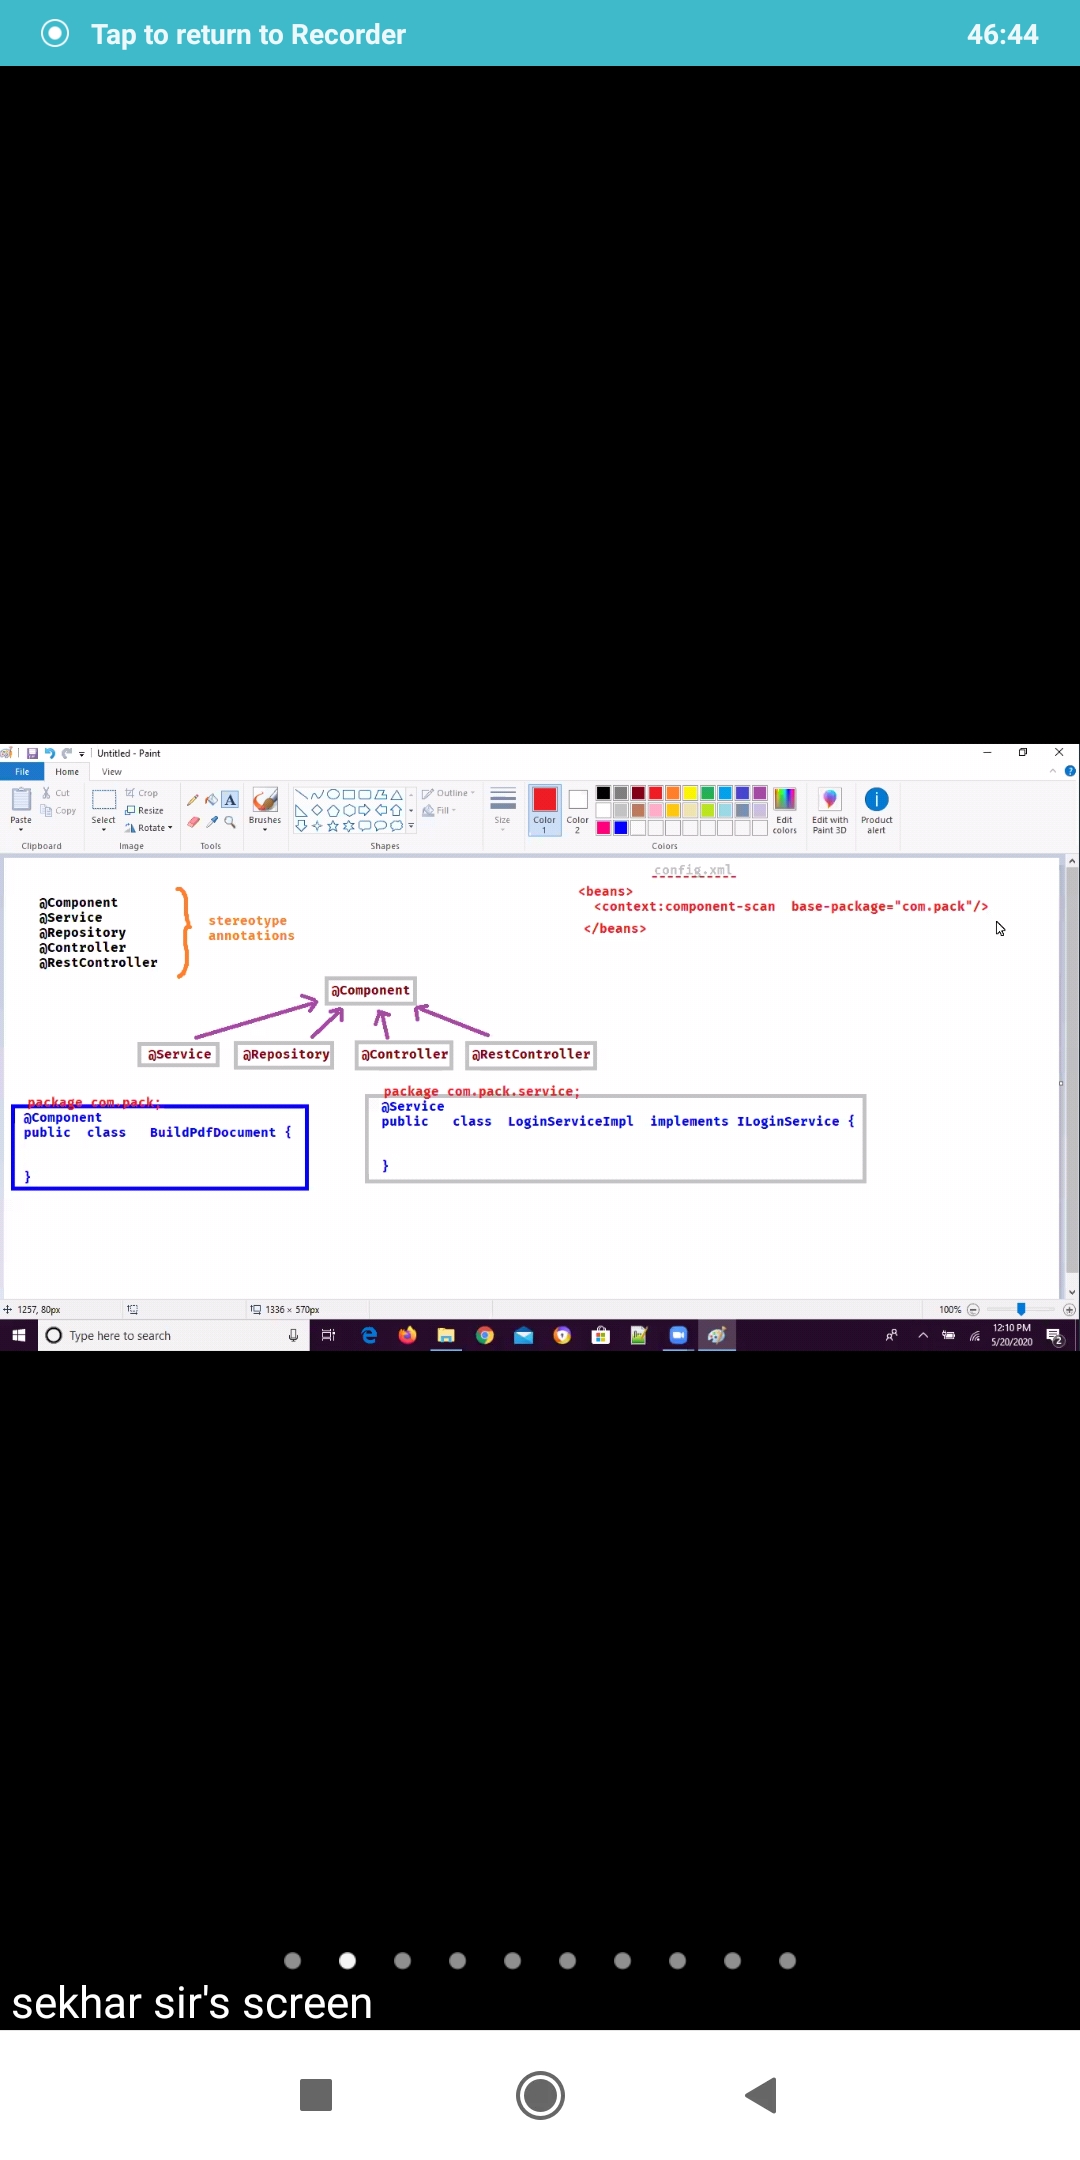 Tap to return to Recorder
46:44
Untitled - Paint
File
Home
View
Paste
Cut
Copy
Clipboard
Select
Crop
Resize
Rotate
Image
Tools
Brushes
Shapes
Outline
Fill
Size
Color
1
Color
2
Edit
colors
Colors
Edit with
Paint 3D
Product
alert
config.xml
<beans>
<context:component-scan base-package="com.pack"/>
</beans>
@Component
@Service
@Repository
@Controller
@RestController
stereotype
annotations
@Component
@Service
@Repository
@Controller
@RestController
package com.pack;
@Component
public class BuildPdfDocument {
}
package com.pack.service;
@Service
public class LoginServiceImpl implements ILoginService {
}
1257, 80px
1336 × 570px
100%
Type here to search
12:10 PM
5/20/2020
2
sekhar sir's screen